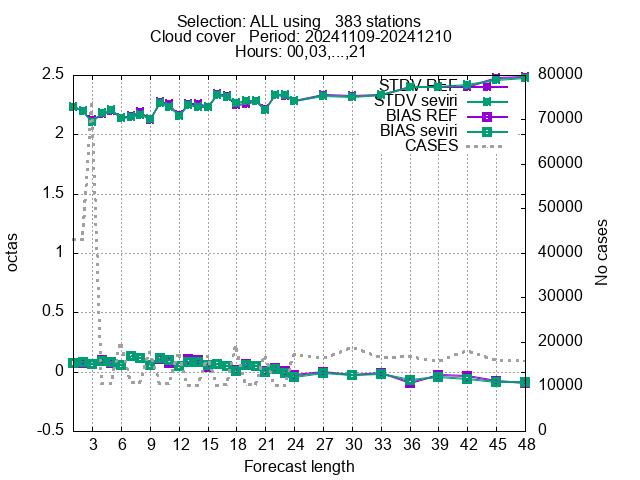 Selection: ALL using   383 stations
Cloud cover   Period: 20241109-20241210
Hours: 00,03,...,21
STDV REF
STDV seviri
BIAS REF
BIAS seviri
CASES
octas
2.5
2
1.5
1
0.5
0
-0.5
80000
70000
60000
50000
40000
30000
20000
10000
0
No cases
3 6 9 12 15 18 21 24 27 30 33 36 39 42 45 48
Forecast length